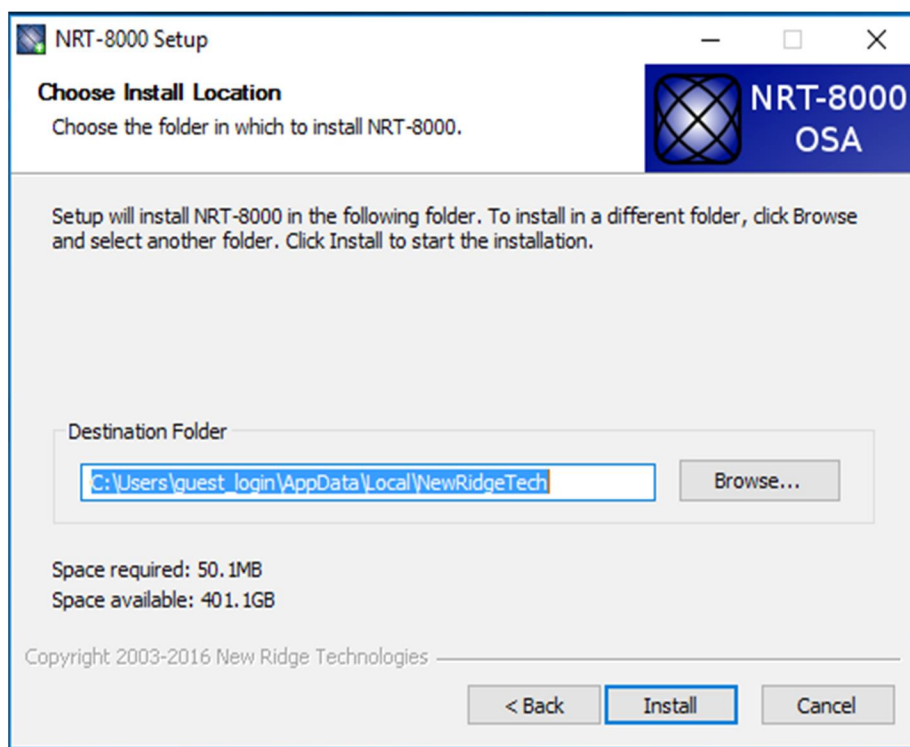 NRT-8000 Setup
Choose Install Location
Choose the folder in which to install NRT-8000.
NRT-8000
OSA
Setup will install NRT-8000 in the following folder. To install in a different folder, click Browse
and select another folder. Click Install to start the installation.
Destination Folder
C:\Users\guest_login\AppData\Local\NewRidgeTech
Browse...
Space required: 50.1MB
Space available: 401.1GB
Copyright 2003-2016 New Ridge Technologies
< Back
Install
Cancel